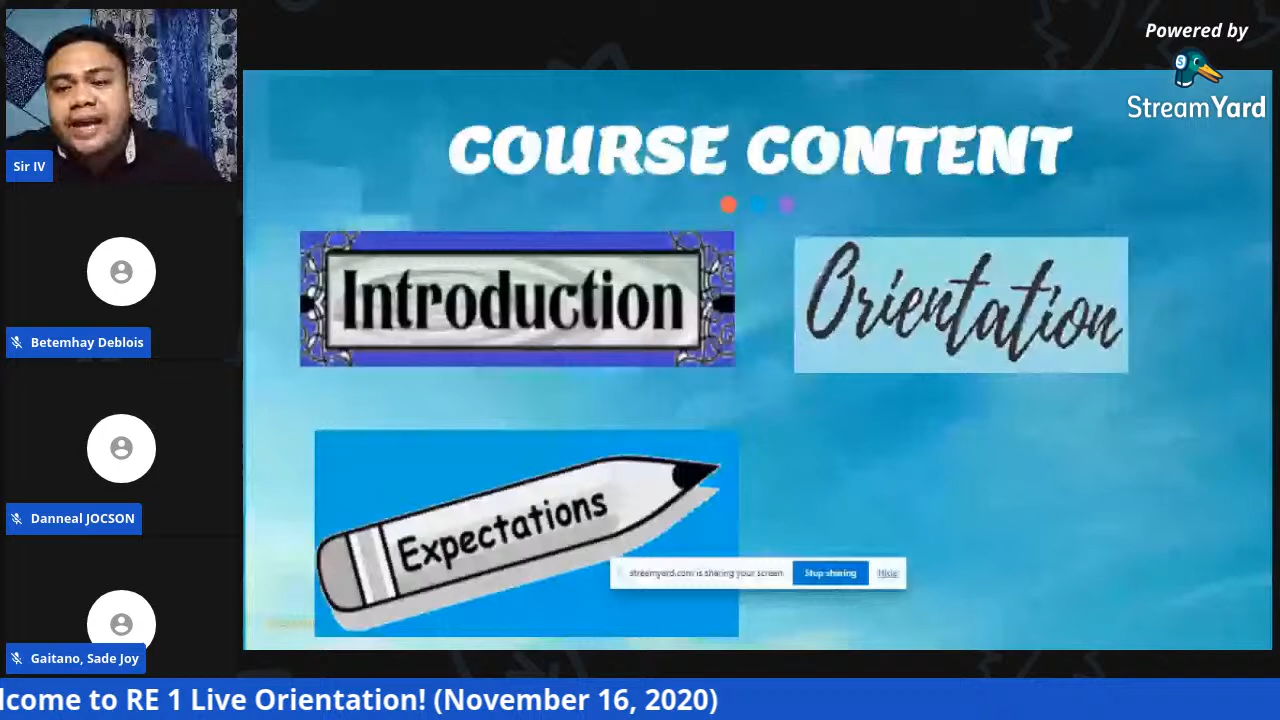 Powered by
StreamYard
Sir IV
COURSE CONTENT
Introduction
Orientation
Betemhay Deblois
Expectations
Danneal JOCSON
streamyard.com is sharing your screen
Stop sharing
Hide
Gaitano, Sade Joy
lcome to RE 1 Live Orientation! (November 16, 2020)